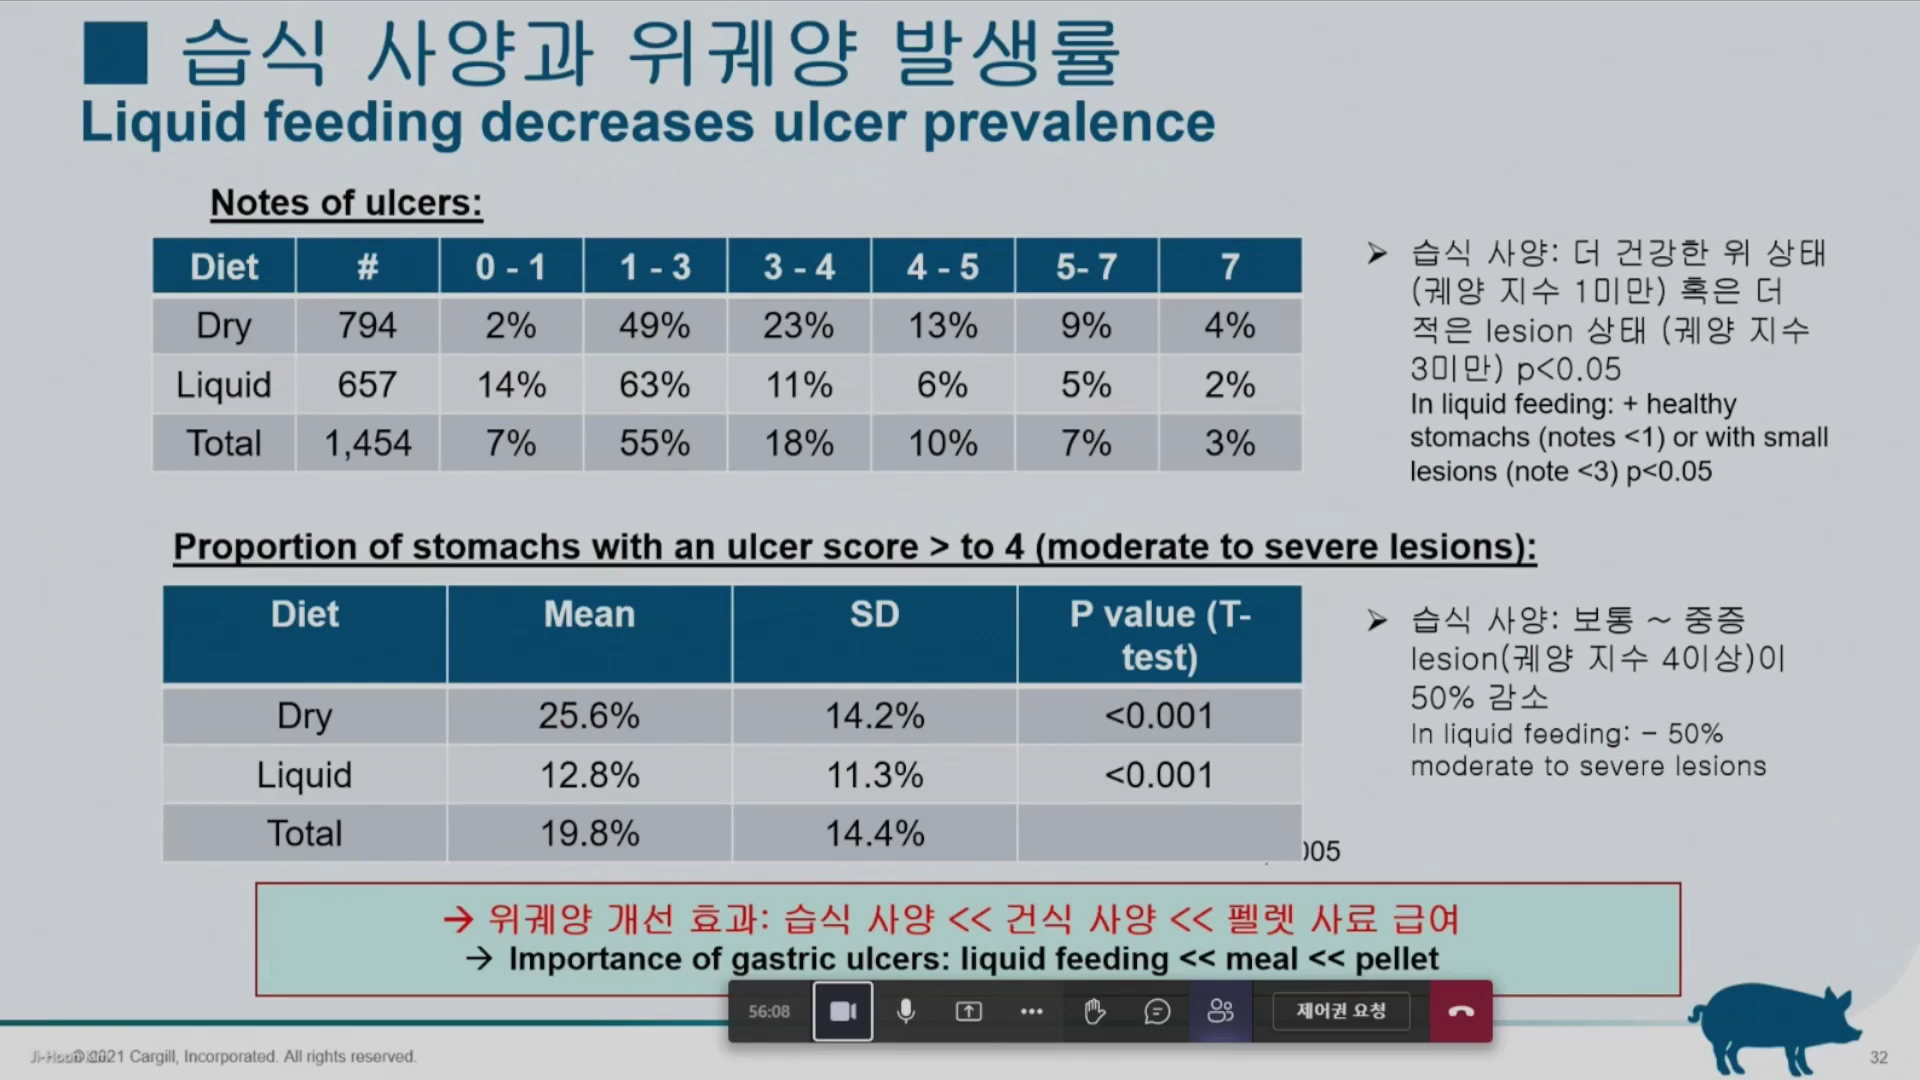 습식 사양과 위궤양 발생률
Liquid feeding decreases ulcer prevalence
Notes of ulcers:
Diet # 0 - 1 1 - 3 3 - 4 4 - 5 5- 7 7
Dry 794 2% 49% 23% 13% 9% 4%
Liquid 657 14% 63% 11% 6% 5% 2%
Total 1,454 7% 55% 18% 10% 7% 3%
➢ 습식 사양: 더 건강한 위 상태
(궤양 지수 1미만) 혹은 더
적은 lesion 상태 (궤양 지수
3미만) p<0.05
In liquid feeding: + healthy
stomachs (notes <1) or with small
lesions (note <3) p<0.05
Proportion of stomachs with an ulcer score > to 4 (moderate to severe lesions):
Diet Mean SD P value (T-
test)
Dry 25.6% 14.2% <0.001
Liquid 12.8% 11.3% <0.001
Total 19.8% 14.4%
➢ 습식 사양: 보통 ~ 중증
lesion(궤양 지수 4이상)이
50% 감소
In liquid feeding: - 50%
moderate to severe lesions
005
→ 위궤양 개선 효과: 습식 사양 << 건식 사양 << 펠렛 사료 급여
→ Importance of gastric ulcers: liquid feeding << meal << pellet
56:08 제어권 요청
©2021 Cargill, Incorporated. All rights reserved.
32